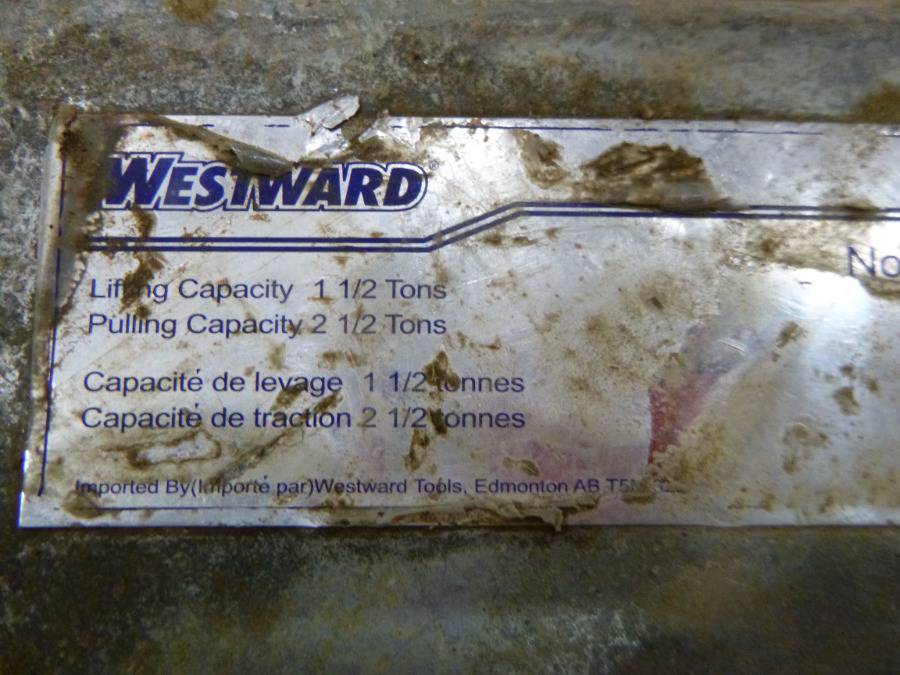 WESTWARD®
No
Lifting Capacity 1 1/2 Tons
Pulling Capacity 2 1/2 Tons
Capacité de levage 1 1/2 tonnes
Capacité de traction 2 1/2 tonnes
Imported By(Importé par)Westward Tools, Edmonton AB